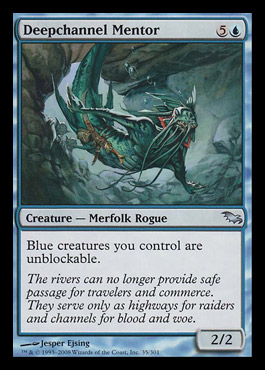 Deepchannel Mentor 5
Creature — Merfolk Rogue
Blue creatures you control are
unblockable.
The rivers can no longer provide safe
passage for travelers and commerce.
They serve only as highways for raiders
and channels for blood and woe.
Jesper Ejsing
™ & © 1993–2008 Wizards of the Coast, Inc. 35/301
2/2